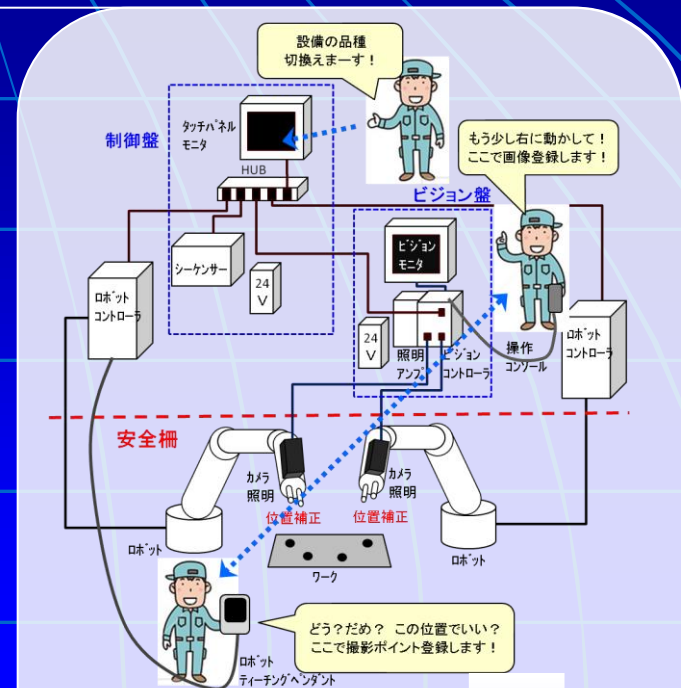 設備の品種
切換えまーす！
ﾀｯﾁﾊﾟﾈﾙ
ﾓﾆﾀ
制御盤
HUB
もう少し右に動かして！
ここで画像登録します！
ビジョン盤
ﾋﾞｼﾞｮﾝ
ﾓﾆﾀ
ｼｰｹﾝｻｰ
24
V
ﾛﾎﾞｯﾄ
ｺﾝﾄﾛｰﾗ
24
V
照明
ｱﾝﾌﾟ
ﾋﾞｼﾞｮﾝ
ｺﾝﾄﾛｰﾗ
操作
ｺﾝｿｰﾙ
ﾛﾎﾞｯﾄ
ｺﾝﾄﾛｰﾗ
安全柵
ｶﾒﾗ
照明
ｶﾒﾗ
照明
位置補正
位置補正
ﾛﾎﾞｯﾄ
ﾜｰｸ
ﾛﾎﾞｯﾄ
どう？だめ？ この位置でいい？
ここで撮影ポイント登録します！
ﾛﾎﾞｯﾄ
ﾃｨｰﾁﾝｸﾞﾍﾟﾝﾀﾞﾝﾄ